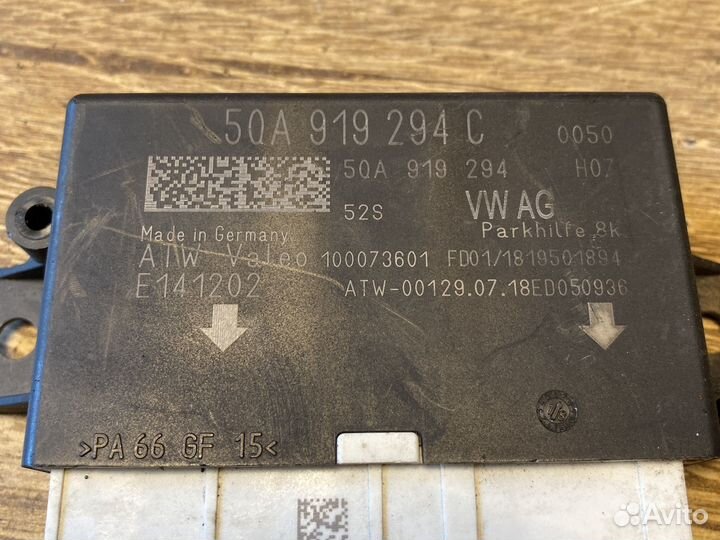 5QA 919 294 C 0050
5QA 919 294 H07
52S VW AG
Made in Germany Parkhilfe 8k
ATW Valeo 100073601 FD01/1819501894
E141202 ATW-00129.07.18ED050936
>PA 66 GF 15<
Avito